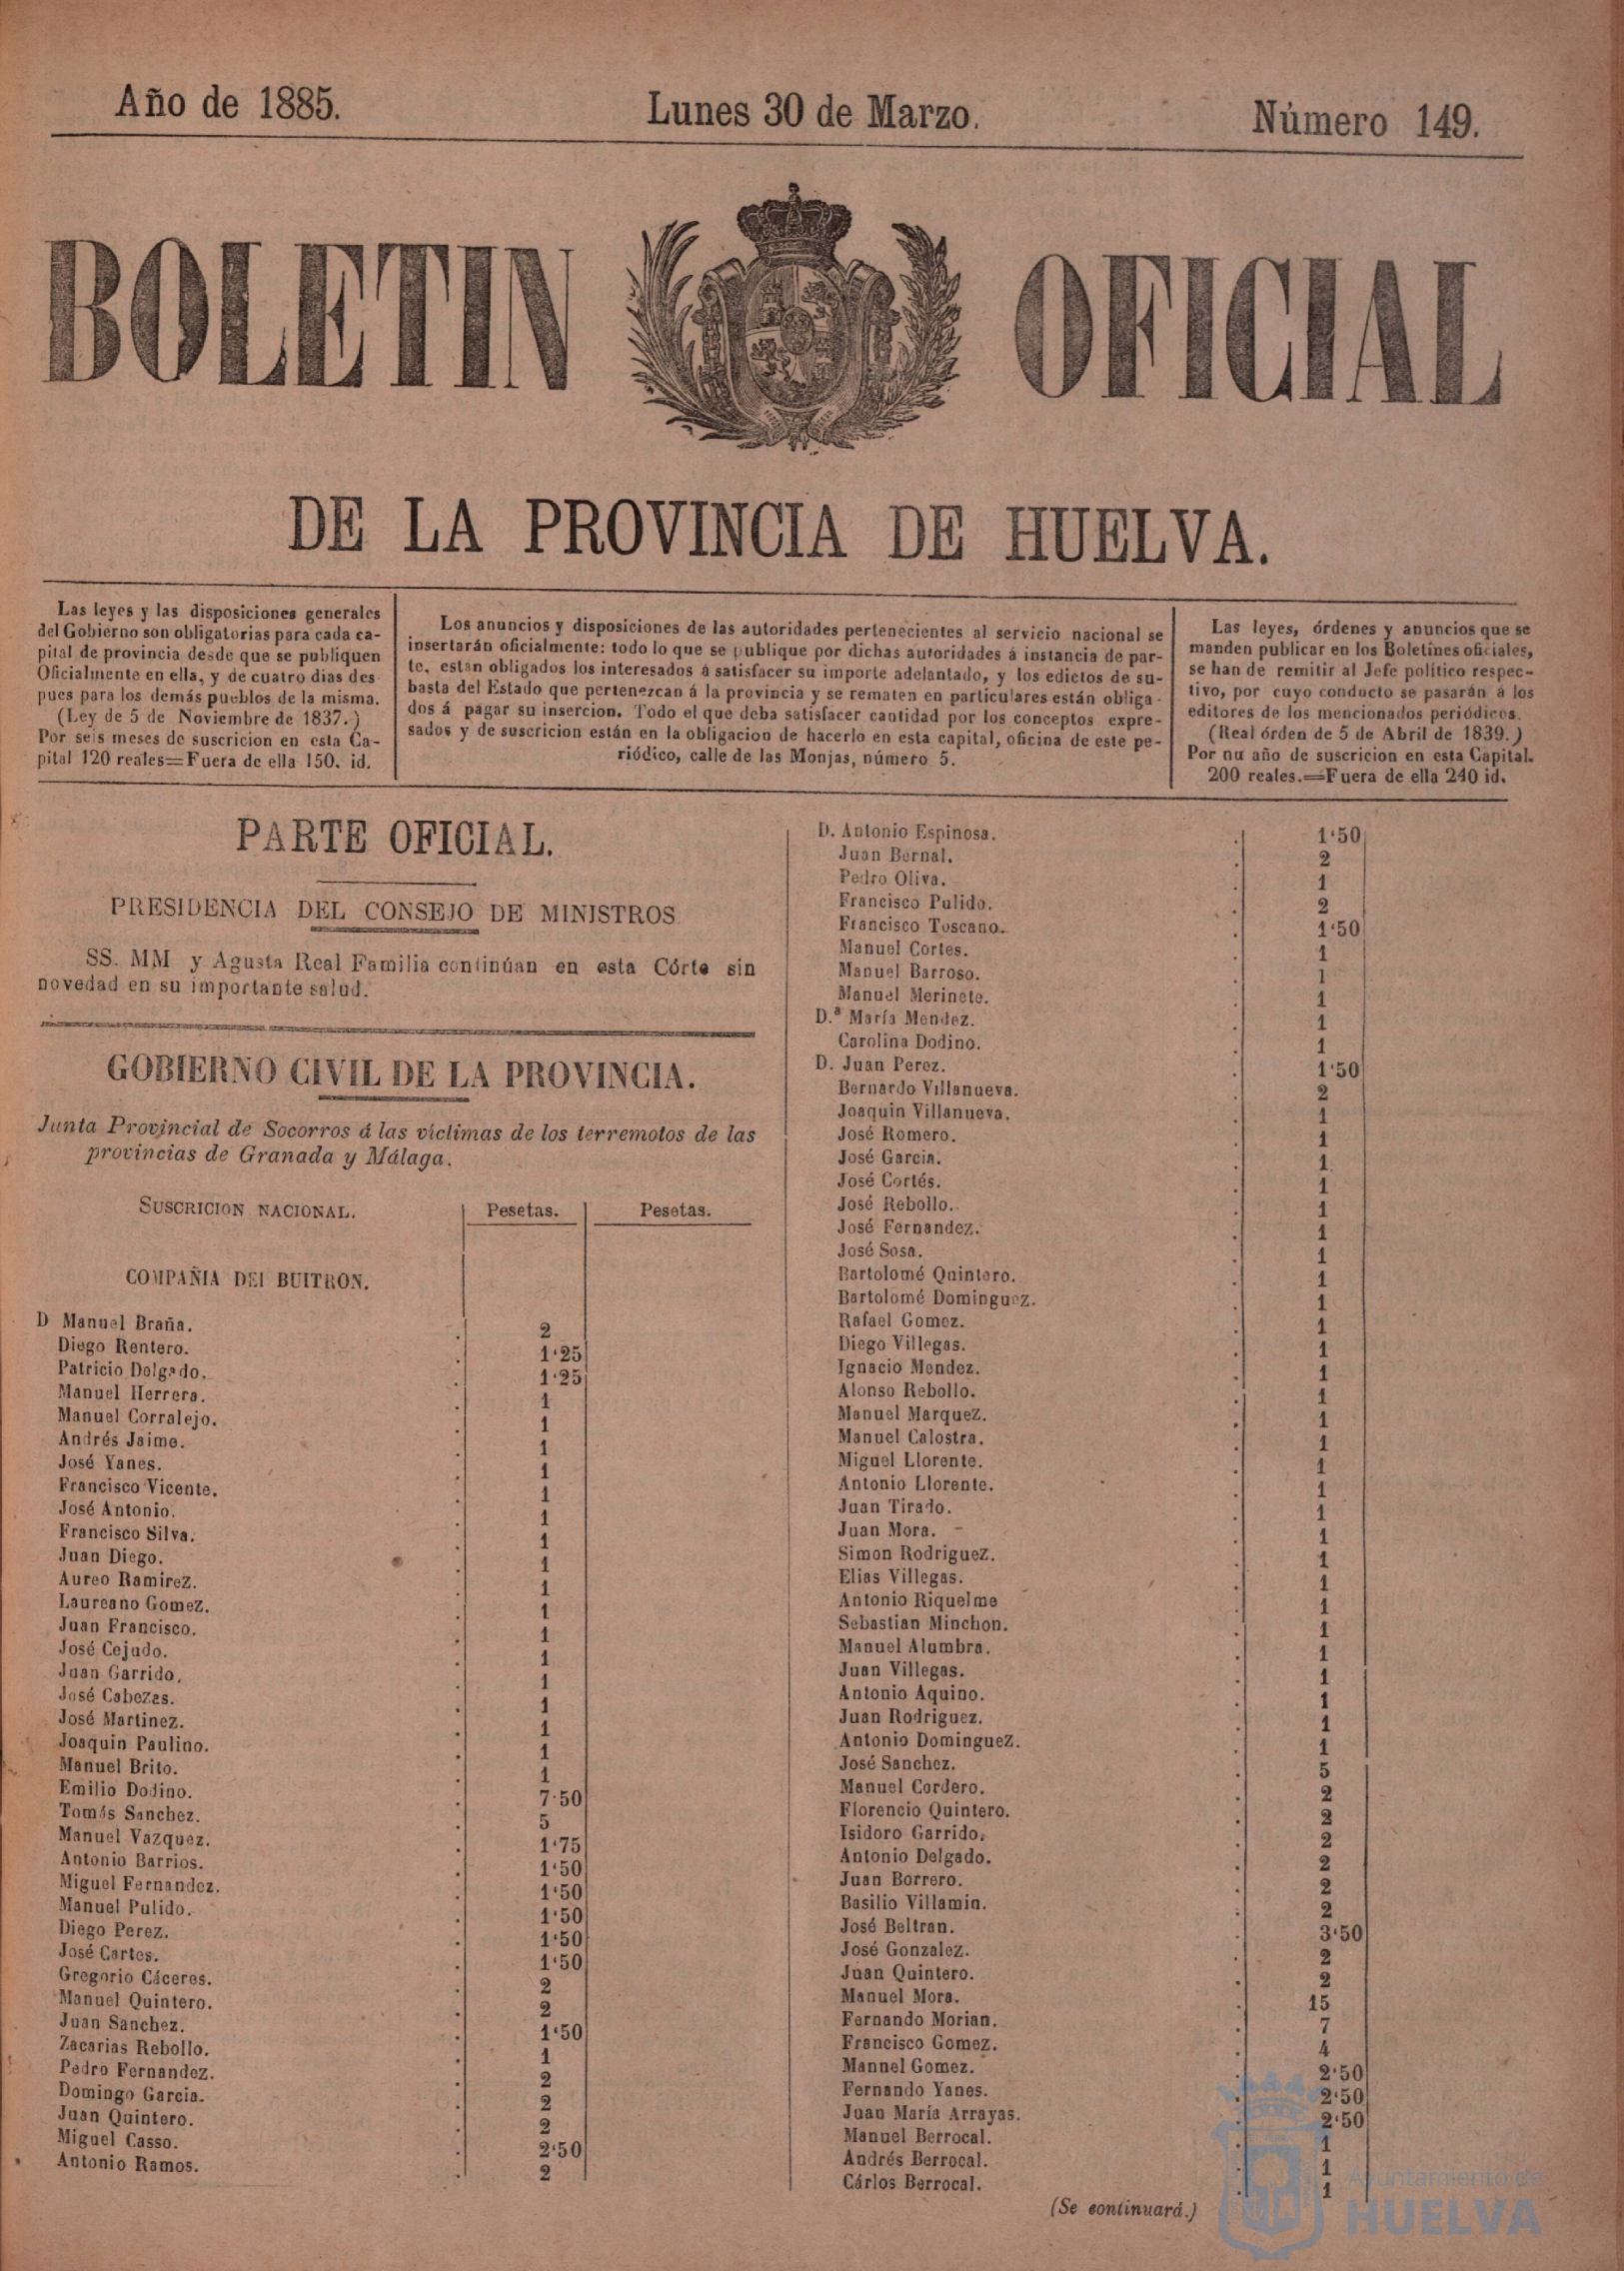 Año de 1885. Lunes 30 de Marzo. Número 149.
BOLETIN OFICIAL
DE LA PROVINCIA DE HUELVA.
Las leyes y las disposiciones generales
del Gobierno son obligatorias para cada ca-
pital de provincia desde que se publiquen
Oficialmente en ella, y de cuatro dias des
pues para los demás pueblos de la misma.
(Ley de 5 de Noviembre de 1837.)
Por seis meses de suscricion en esta Ca-
pital 120 reales=Fuera de ella 150. id.
Los anuncios y disposiciones de las autoridades pertenecientes al servicio nacional se
insertarán oficialmente: todo lo que se publique por dichas autoridades á instancia de par-
te, están obligados los interesados á satisfacer su importe adelantado, y los edictos de su-
basta del Estado que pertenezcan á la provincia y se rematen en particulares están obliga-
dos á pagar su insercion. Todo el que deba satisfacer cantidad por los conceptos expre-
sados y de suscricion están en la obligacion de hacerlo en esta capital, oficina de este pe-
riódico, calle de las Monjas, número 5.
Las leyes, órdenes y anuncios que se
manden publicar en los Boletines oficiales,
se han de remitir al Jefe político respec-
tivo, por cuyo conducto se pasarán á los
editores de los mencionados periódicos.
(Real órden de 5 de Abril de 1839.)
Por nu año de suscricion en esta Capital.
200 reales.=Fuera de ella 240 id.
PARTE OFICIAL.
PRESIDENCIA DEL CONSEJO DE MINISTROS
SS. MM y Agusta Real Familia continúan en esta Córte sin
novedad en su importante salud.
GOBIERNO CIVIL DE LA PROVINCIA.
Junta Provincial de Socorros á las víctimas de los terremotos de las
provincias de Granada y Málaga.
SUSCRICION NACIONAL. Pesetas. Pesetas.
COMPAÑIA DEl BUITRON.
D Manuel Braña. 2
Diego Rentero. 1'25
Patricio Delgado. 1'25
Manuel Herrera. 1
Manuel Corralejo. 1
Andrés Jaime. 1
José Yanes. 1
Francisco Vicente. 1
José Antonio. 1
Francisco Silva. 1
Juan Diego. 1
Aureo Ramirez. 1
Laureano Gomez. 1
Juan Francisco. 1
José Cejudo. 1
Juan Garrido. 1
José Cabezas. 1
José Martinez. 1
Joaquin Paulino. 1
Manuel Brito. 1
Emilio Dodino. 7'50
Tomás Sanchez. 5
Manuel Vazquez. 1'75
Antonio Barrios. 1'50
Miguel Fernandez. 1'50
Manuel Pulido. 1'50
Diego Perez. 1'50
José Cartes. 1'50
Gregorio Cáceres. 2
Manuel Quintero. 2
Juan Sanchez. 1'50
Zacarias Rebollo. 1
Pedro Fernandez. 2
Domingo Garcia. 2
Juan Quintero. 2
Miguel Casso. 2'50
Antonio Ramos. 2
D. Antonio Espinosa. 1'50
Juan Bernal. 2
Pedro Oliva. 1
Francisco Pulido. 2
Francisco Toscano. 1'50
Manuel Cortes. 1
Manuel Barroso. 1
Manuel Merinete. 1
D.ª María Mendez. 1
Carolina Dodino. 1
D. Juan Perez. 1'50
Bernardo Villanueva. 2
Joaquin Villanueva. 1
José Romero. 1
José Garcia. 1
José Cortés. 1
José Rebollo. 1
José Fernandez. 1
José Sosa. 1
Bartolomé Quintero. 1
Bartolomé Dominguez. 1
Rafael Gomez. 1
Diego Villegas. 1
Ignacio Mendez. 1
Alonso Rebollo. 1
Manuel Marquez. 1
Manuel Calostra. 1
Miguel Llorente. 1
Antonio Llorente. 1
Juan Tirado. 1
Juan Mora. 1
Simon Rodriguez. 1
Elias Villegas. 1
Antonio Riquelme 1
Sebastian Minchon. 1
Manuel Alumbra. 1
Juan Villegas. 1
Antonio Aquino. 1
Juan Rodriguez. 1
Antonio Dominguez. 1
José Sanchez. 5
Manuel Cordero. 2
Florencio Quintero. 2
Isidoro Garrido. 2
Antonio Delgado. 2
Juan Borrero. 2
Basilio Villamin. 2
José Beltran. 3'50
José Gonzalez. 2
Juan Quintero. 2
Manuel Mora. 15
Fernando Morian. 7
Francisco Gomez. 4
Mannel Gomez. 2'50
Fernando Yanes. 2'50
Juan María Arrayas. 2'50
Manuel Berrocal. 1
Andrés Berrocal. 1
Cárlos Berrocal. 1
(Se continuará.)
Ayuntamiento de
HUELVA